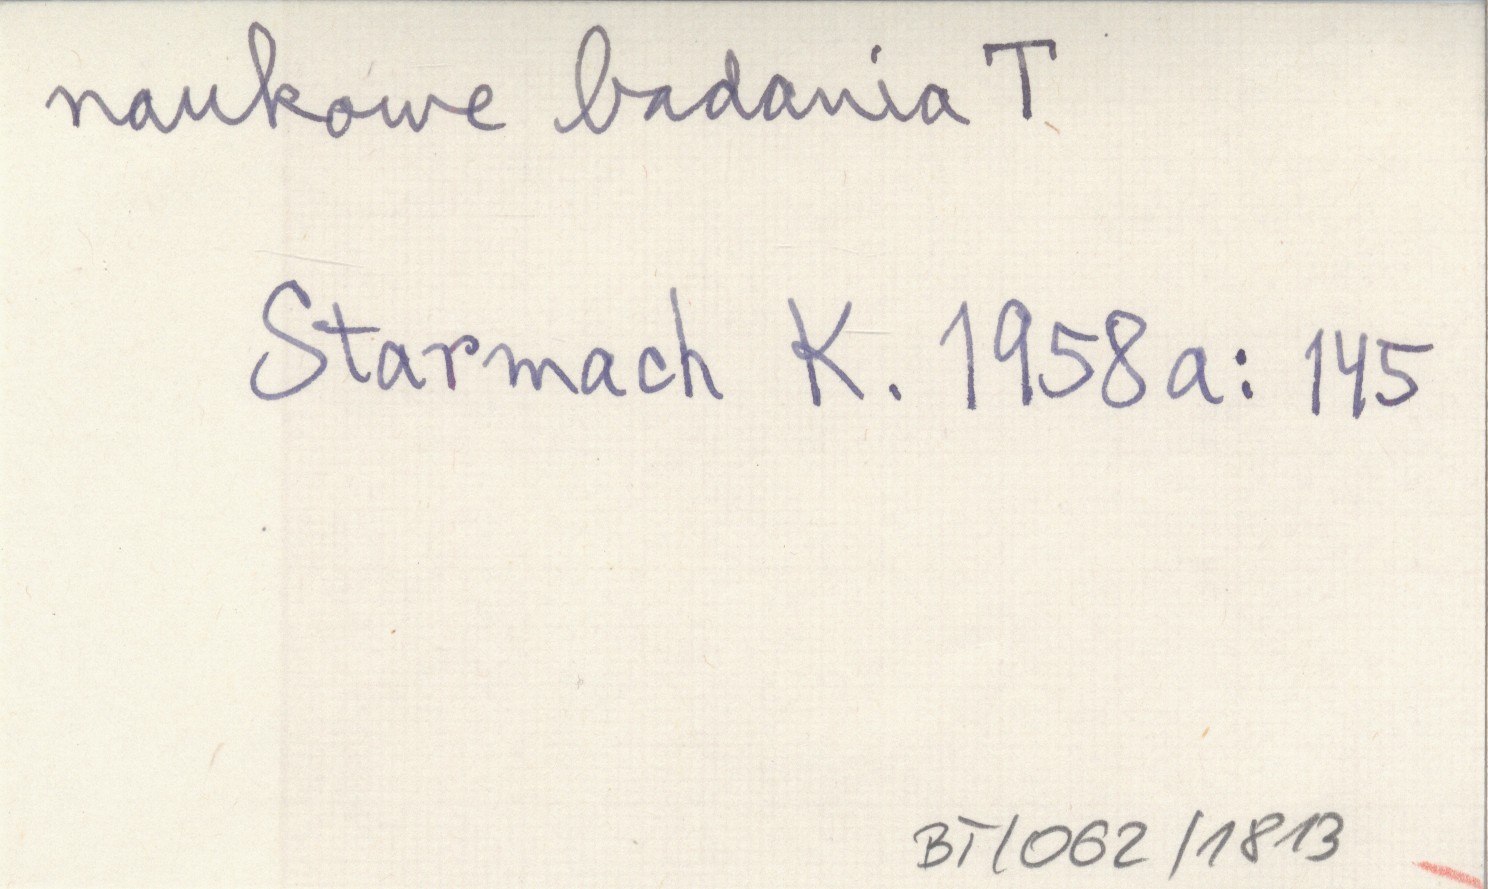 naukowe badania T
Starmach K. 1958a: 145
BT/062/1813